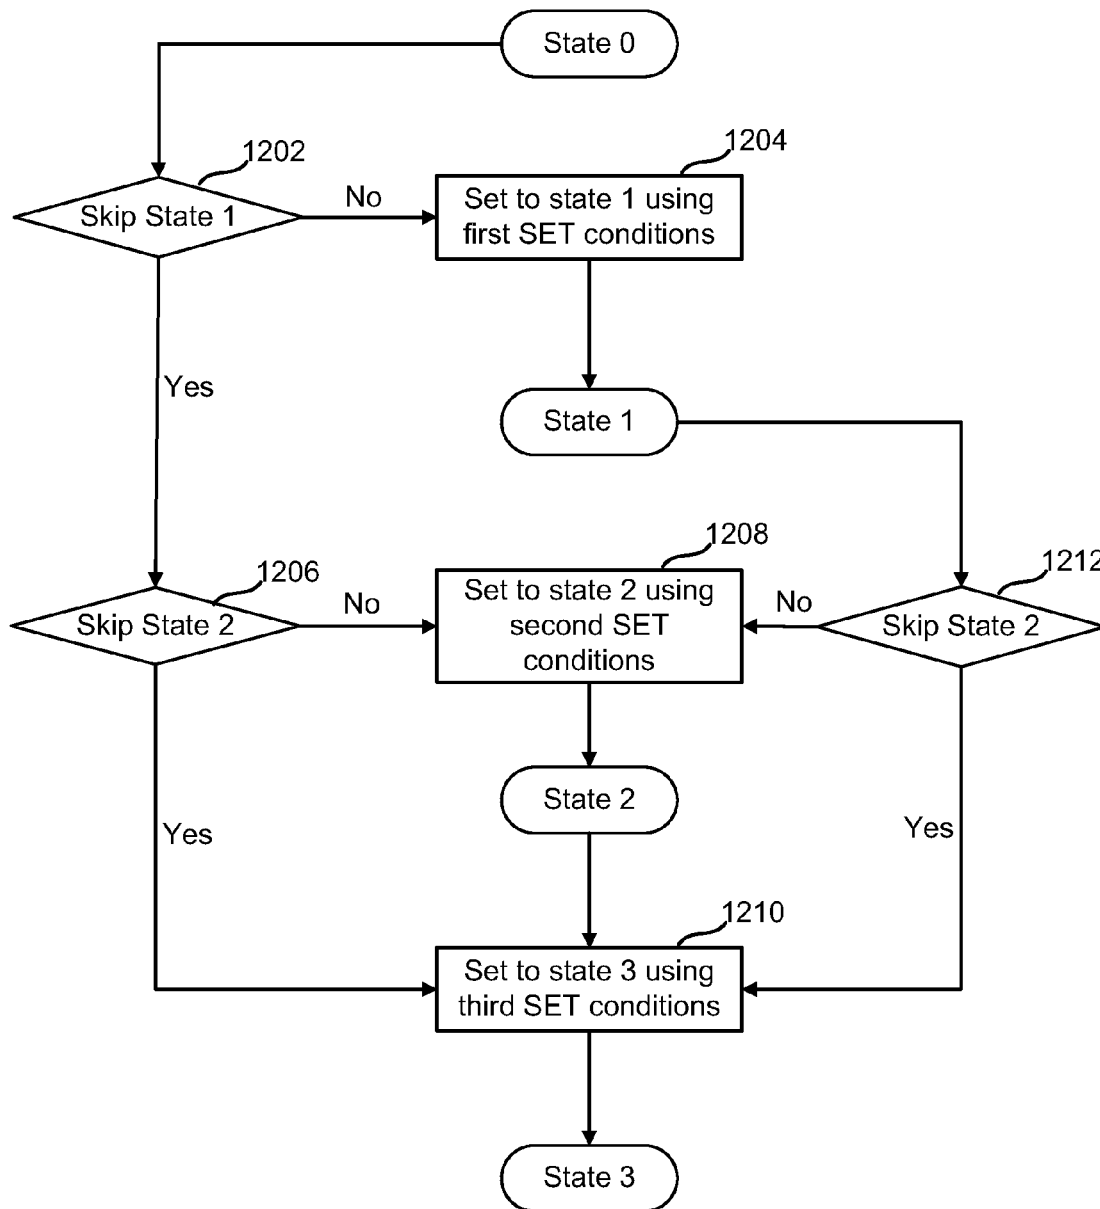 State 0
1202
1204
Skip State 1
No
Set to state 1 using
first SET conditions
Yes
State 1
1206
1208
1212
Skip State 2
No
Set to state 2 using
second SET
conditions
No
Skip State 2
State 2
Yes
Yes
1210
Set to state 3 using
third SET conditions
State 3